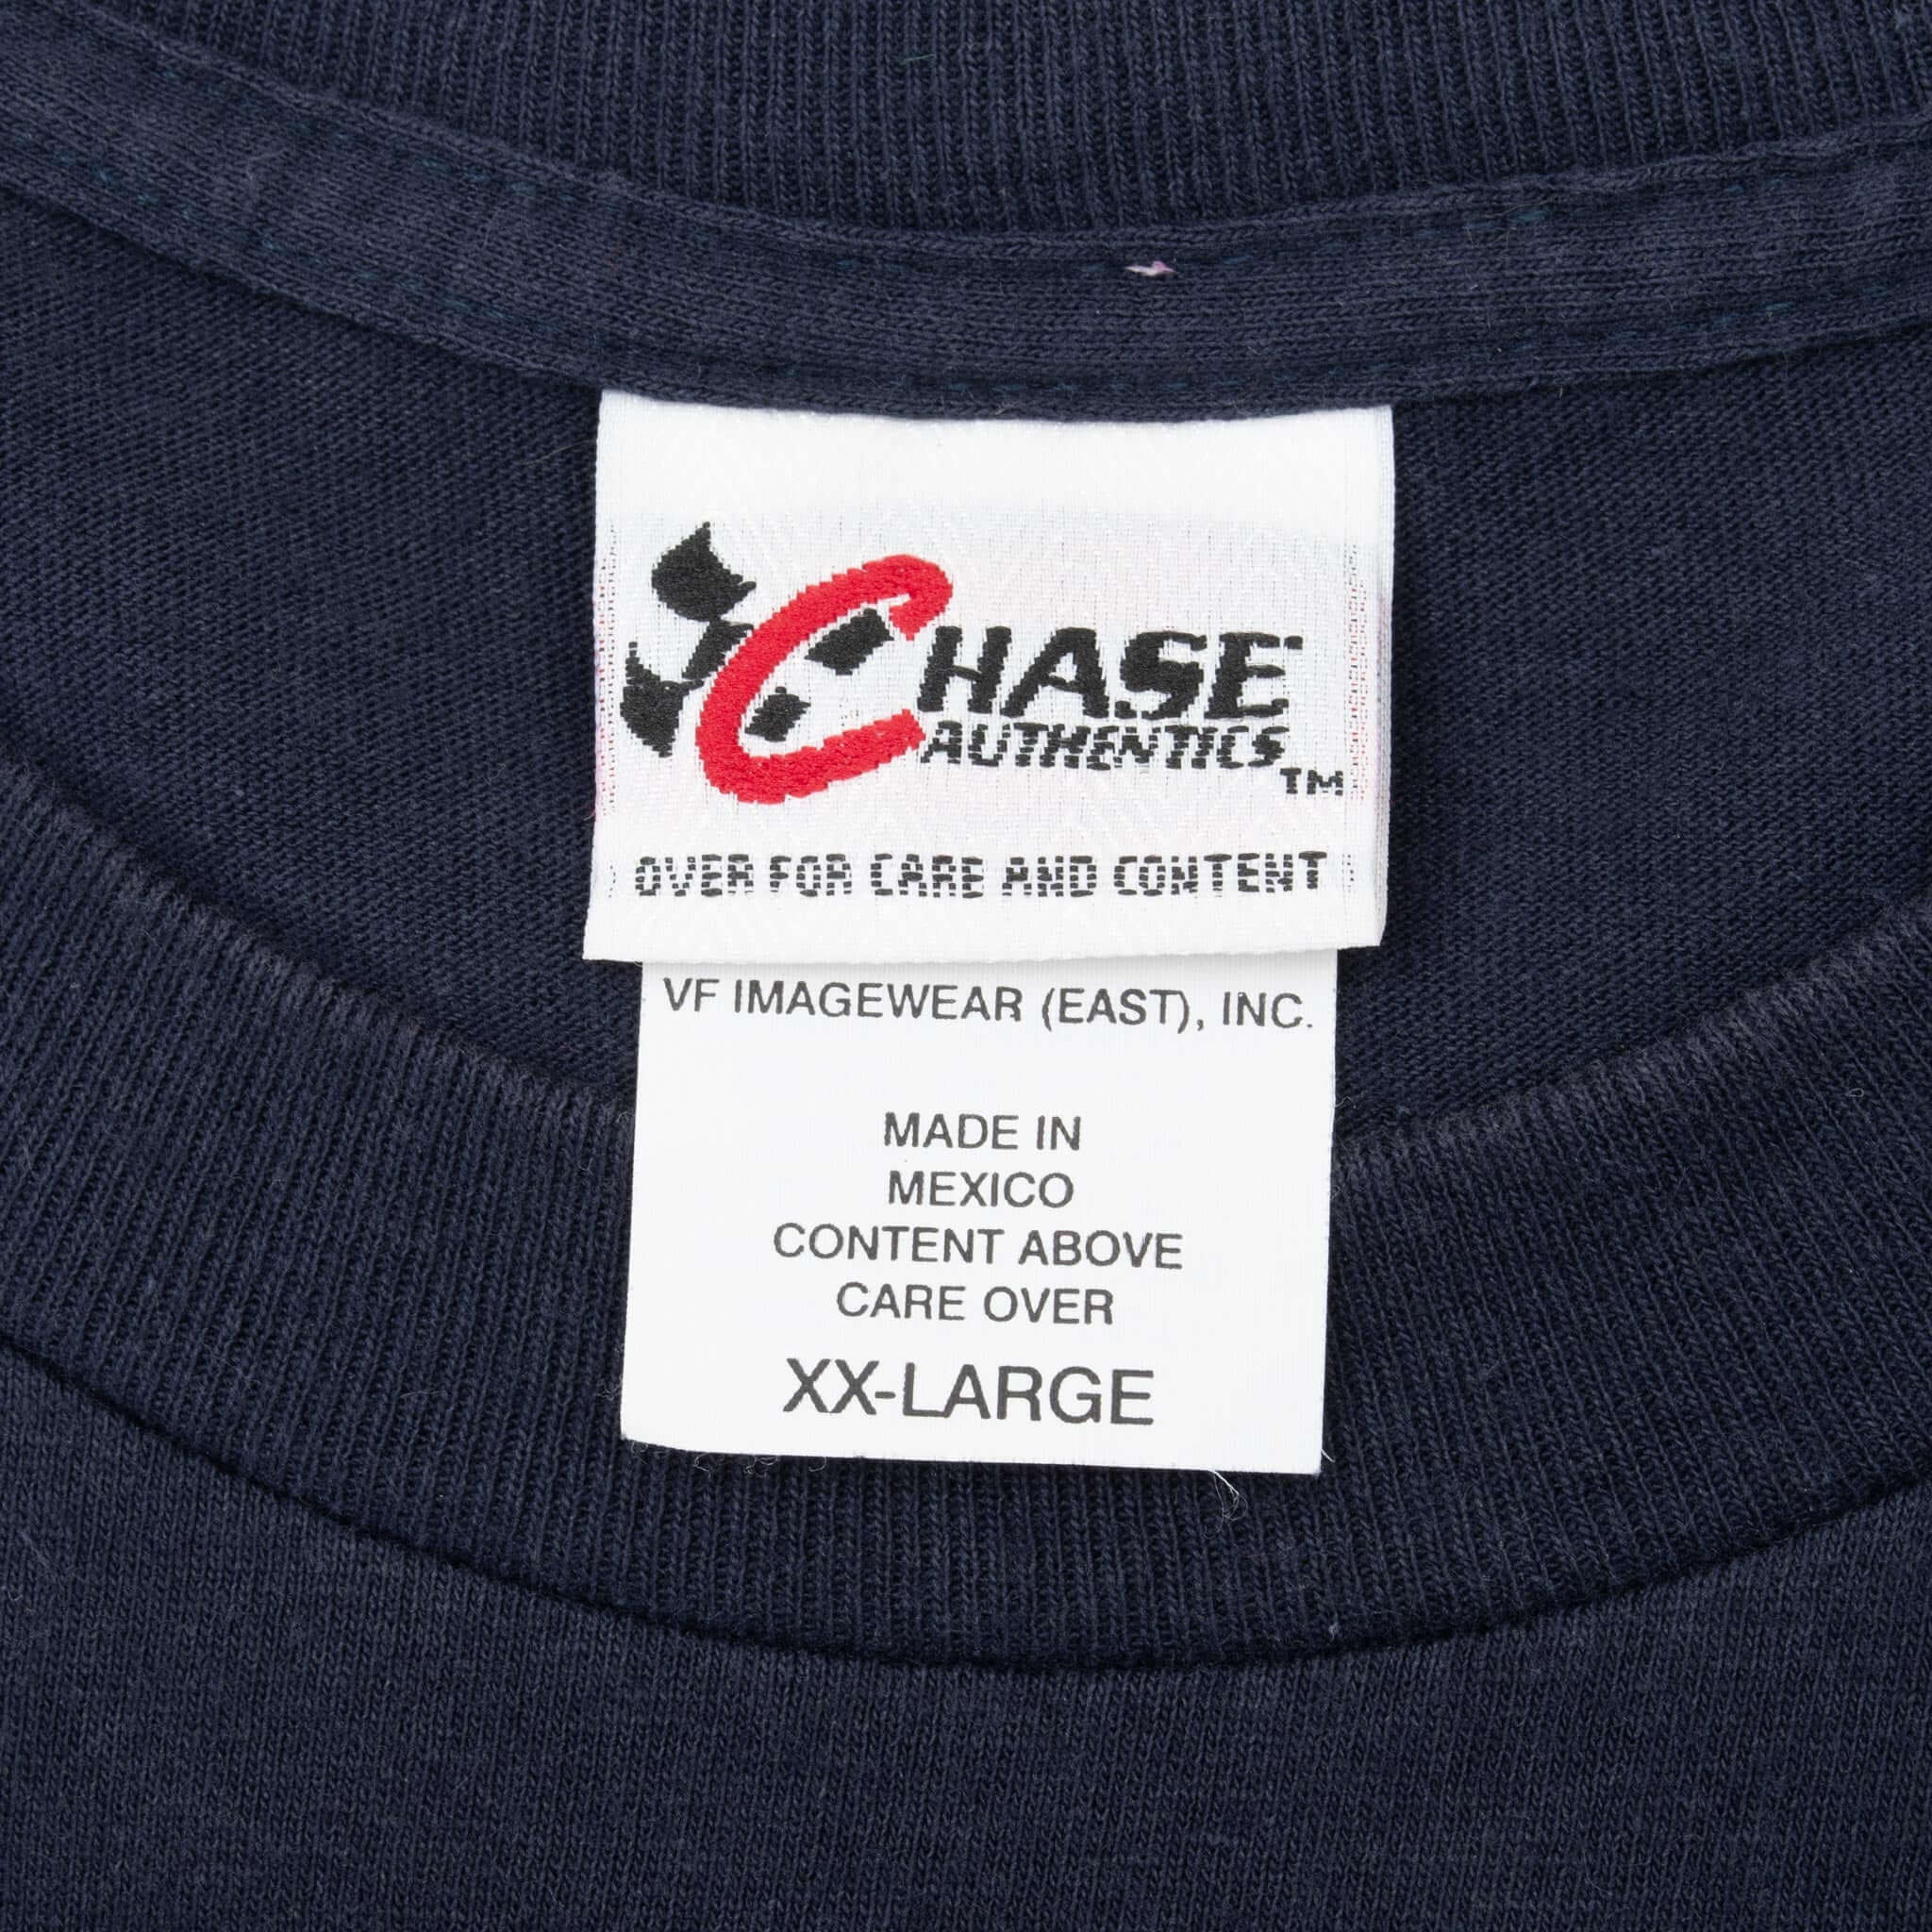 CHASE
AUTHENTICS
TM
OVER FOR CARE AND CONTENT
VF IMAGEWEAR (EAST), INC.
MADE IN
MEXICO
CONTENT ABOVE
CARE OVER
XX-LARGE